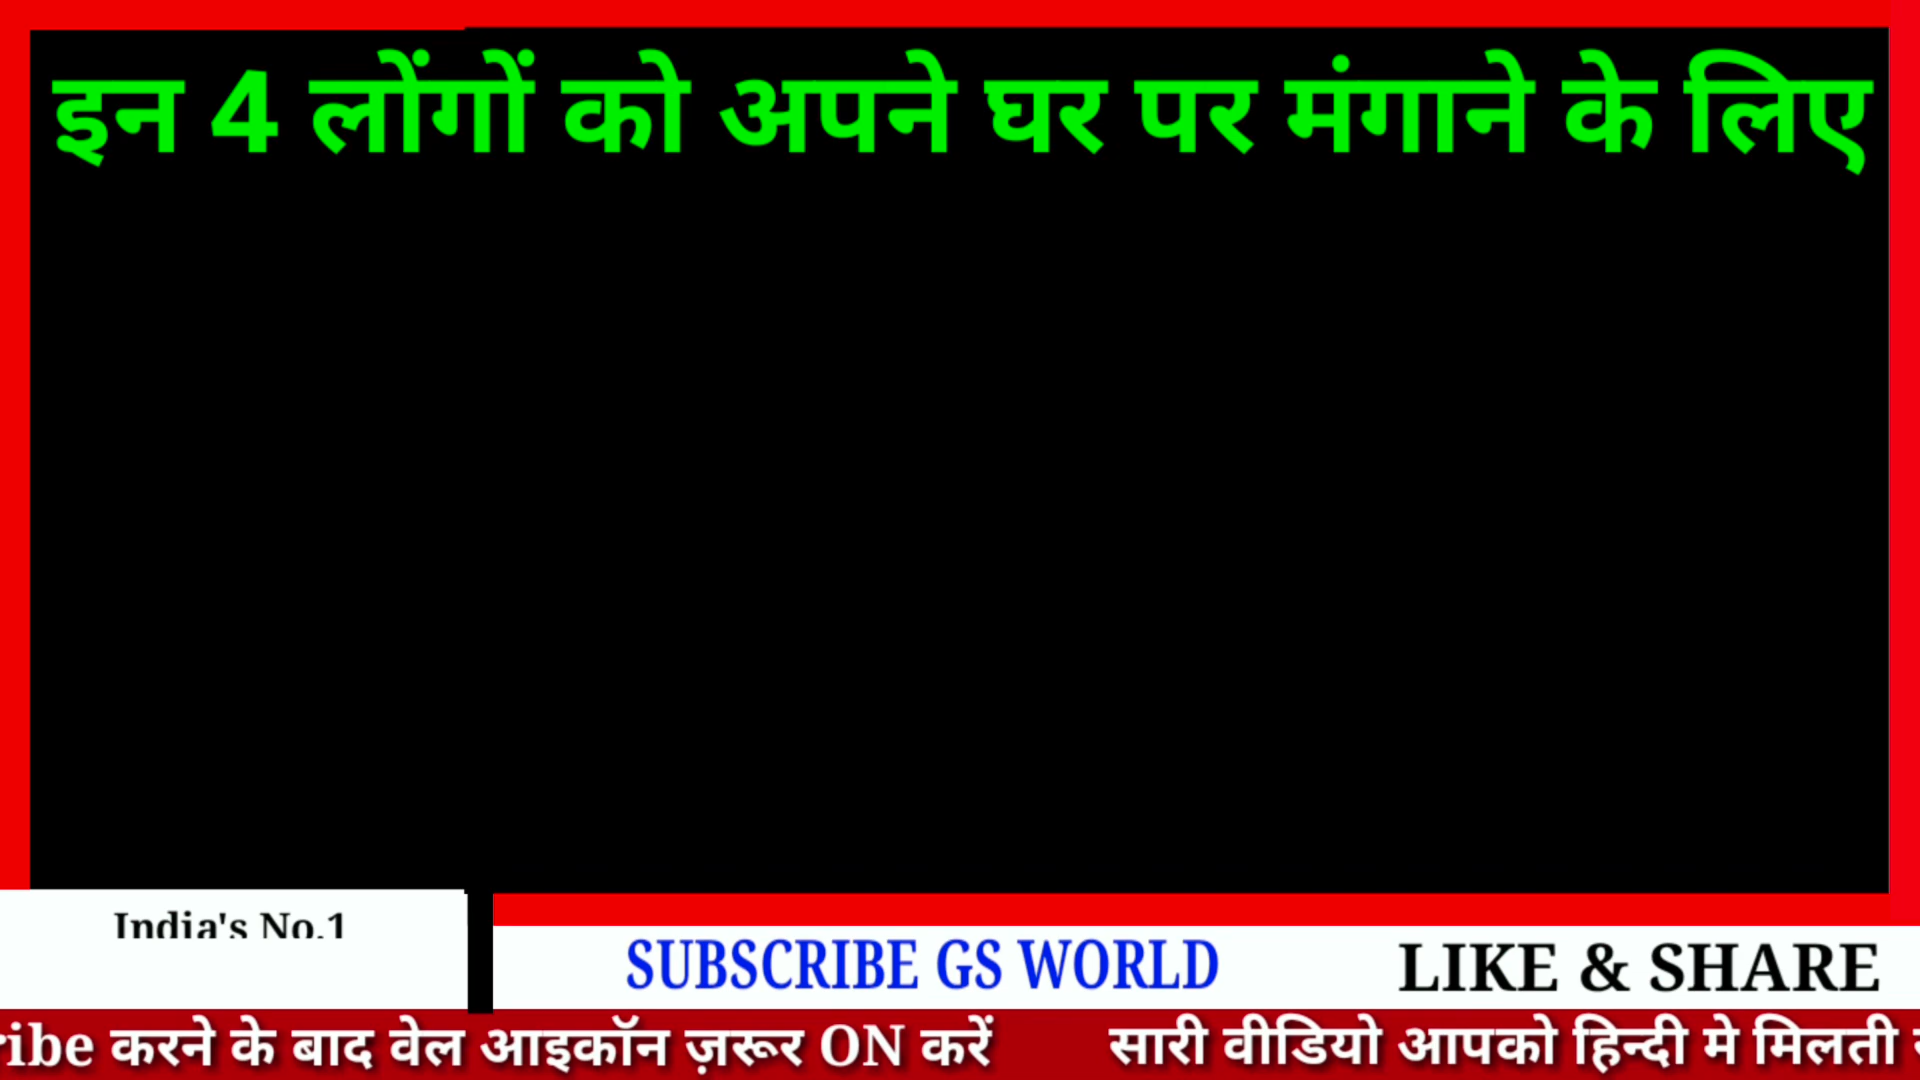 इन 4 लोंगों को अपने घर पर मंगाने के लिए
India's No.1
SUBSCRIBE GS WORLD
LIKE & SHARE
ribe करने के बाद वेल आइकॉन ज़रूर ON करें सारी वीडियो आपको हिन्दी मे मिलती